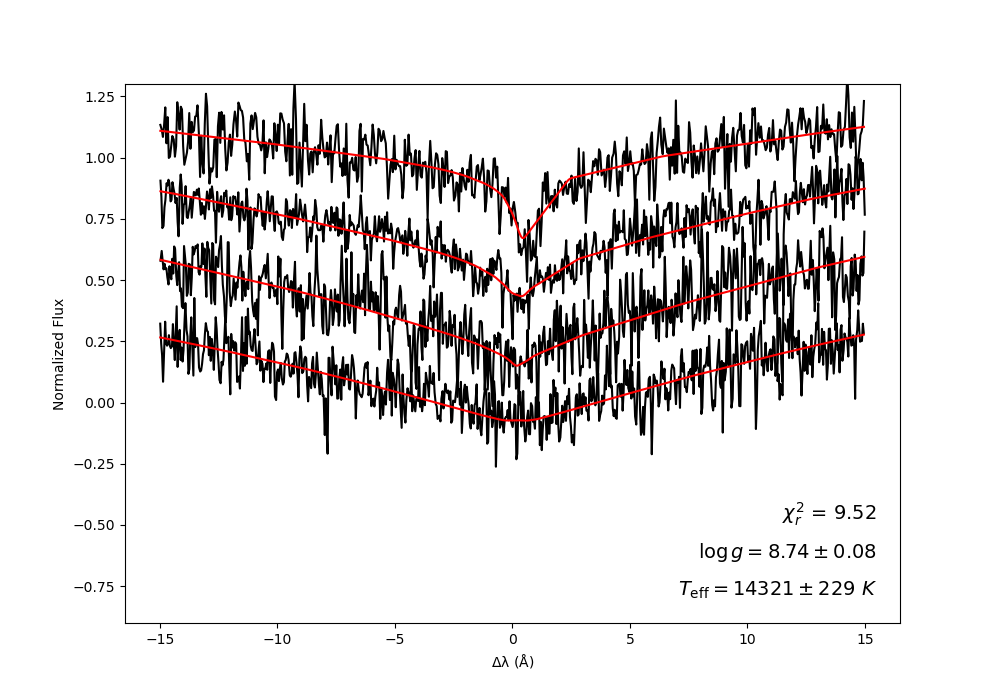 1.25
1.00
0.75
0.50
0.25
0.00
−0.25
−0.50
−0.75
Normalized Flux
χ²ᵣ = 9.52
log g = 8.74 ± 0.08
T_eff = 14321 ± 229 K
−15 −10 −5 0 5 10 15
Δλ (Å)